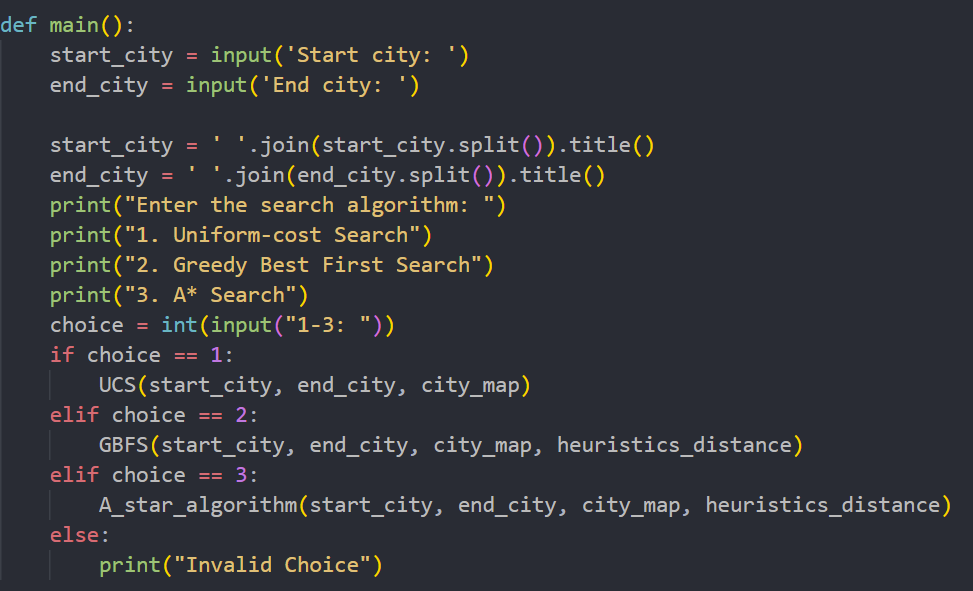 def main():
    start_city = input('Start city: ')
    end_city = input('End city: ')

    start_city = ' '.join(start_city.split()).title()
    end_city = ' '.join(end_city.split()).title()
    print("Enter the search algorithm: ")
    print("1. Uniform-cost Search")
    print("2. Greedy Best First Search")
    print("3. A* Search")
    choice = int(input("1-3: "))
    if choice == 1:
        UCS(start_city, end_city, city_map)
    elif choice == 2:
        GBFS(start_city, end_city, city_map, heuristics_distance)
    elif choice == 3:
        A_star_algorithm(start_city, end_city, city_map, heuristics_distance)
    else:
        print("Invalid Choice")